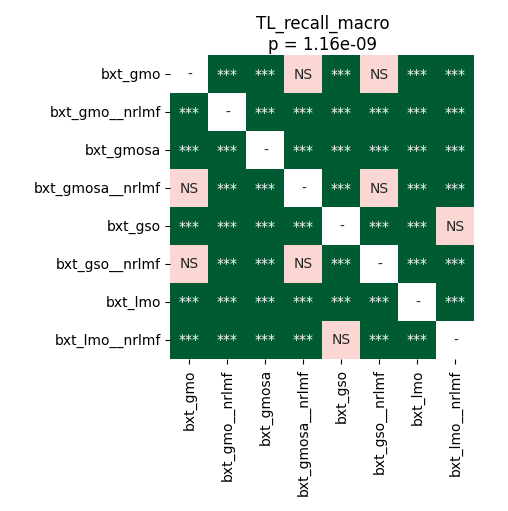 TL_recall_macro
p = 1.16e-09
bxt_gmo - *** *** NS *** NS *** ***
bxt_gmo__nrlmf *** - *** *** *** *** *** ***
bxt_gmosa *** *** - *** *** *** *** ***
bxt_gmosa__nrlmf NS *** *** - *** NS *** ***
bxt_gso *** *** *** *** - *** *** NS
bxt_gso__nrlmf NS *** *** NS *** - *** ***
bxt_lmo *** *** *** *** *** *** - ***
bxt_lmo__nrlmf *** *** *** *** NS *** *** -
bxt_gmo
bxt_gmo__nrlmf
bxt_gmosa
bxt_gmosa__nrlmf
bxt_gso
bxt_gso__nrlmf
bxt_lmo
bxt_lmo__nrlmf